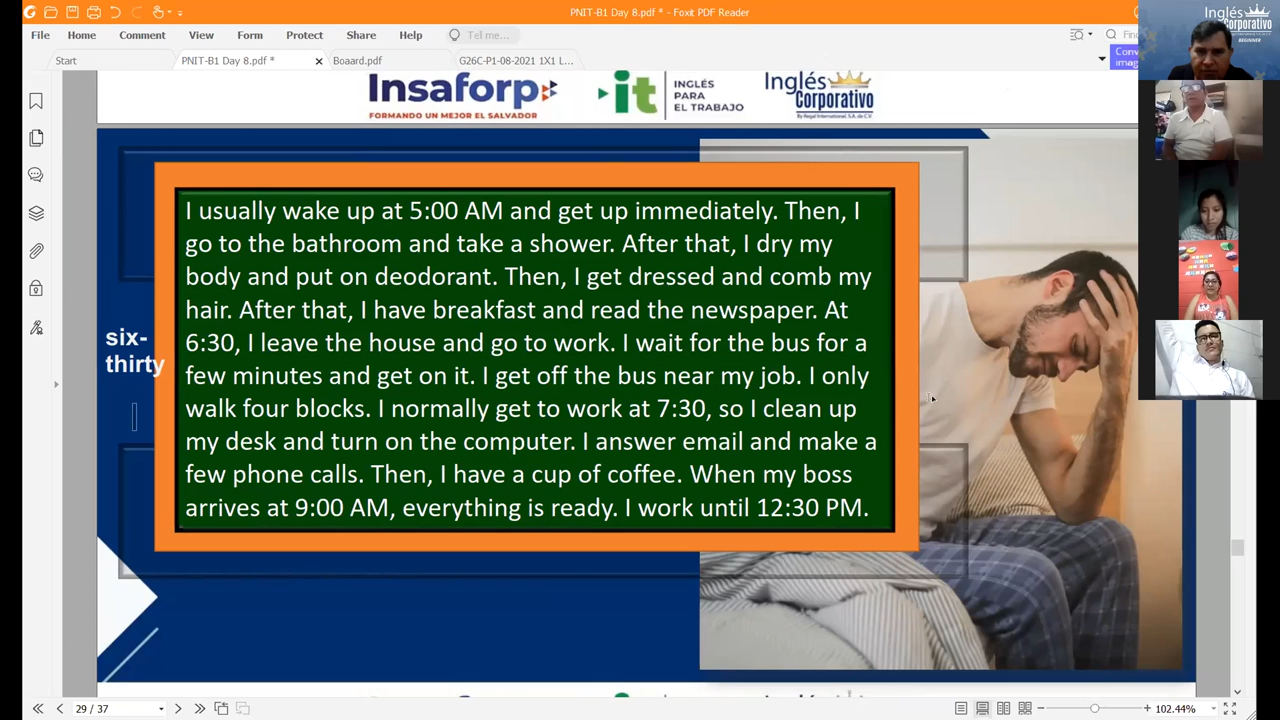 PNIT-B1 Day 8.pdf * - Foxit PDF Reader
File Home Comment View Form Protect Share Help Tell me...
Start PNIT-B1 Day 8.pdf * Boaard.pdf G26C-P1-08-2021 1X1 L...
Insaforp
FORMANDO UN MEJOR EL SALVADOR
it INGLÉS PARA EL TRABAJO
Inglés Corporativo
By Regal International, S.A. de C.V
Inglés Corporativo
BEGINNER
I usually wake up at 5:00 AM and get up immediately. Then, I
go to the bathroom and take a shower. After that, I dry my
body and put on deodorant. Then, I get dressed and comb my
hair. After that, I have breakfast and read the newspaper. At
6:30, I leave the house and go to work. I wait for the bus for a
few minutes and get on it. I get off the bus near my job. I only
walk four blocks. I normally get to work at 7:30, so I clean up
my desk and turn on the computer. I answer email and make a
few phone calls. Then, I have a cup of coffee. When my boss
arrives at 9:00 AM, everything is ready. I work until 12:30 PM.
six-
thirty
29 / 37
102.44%